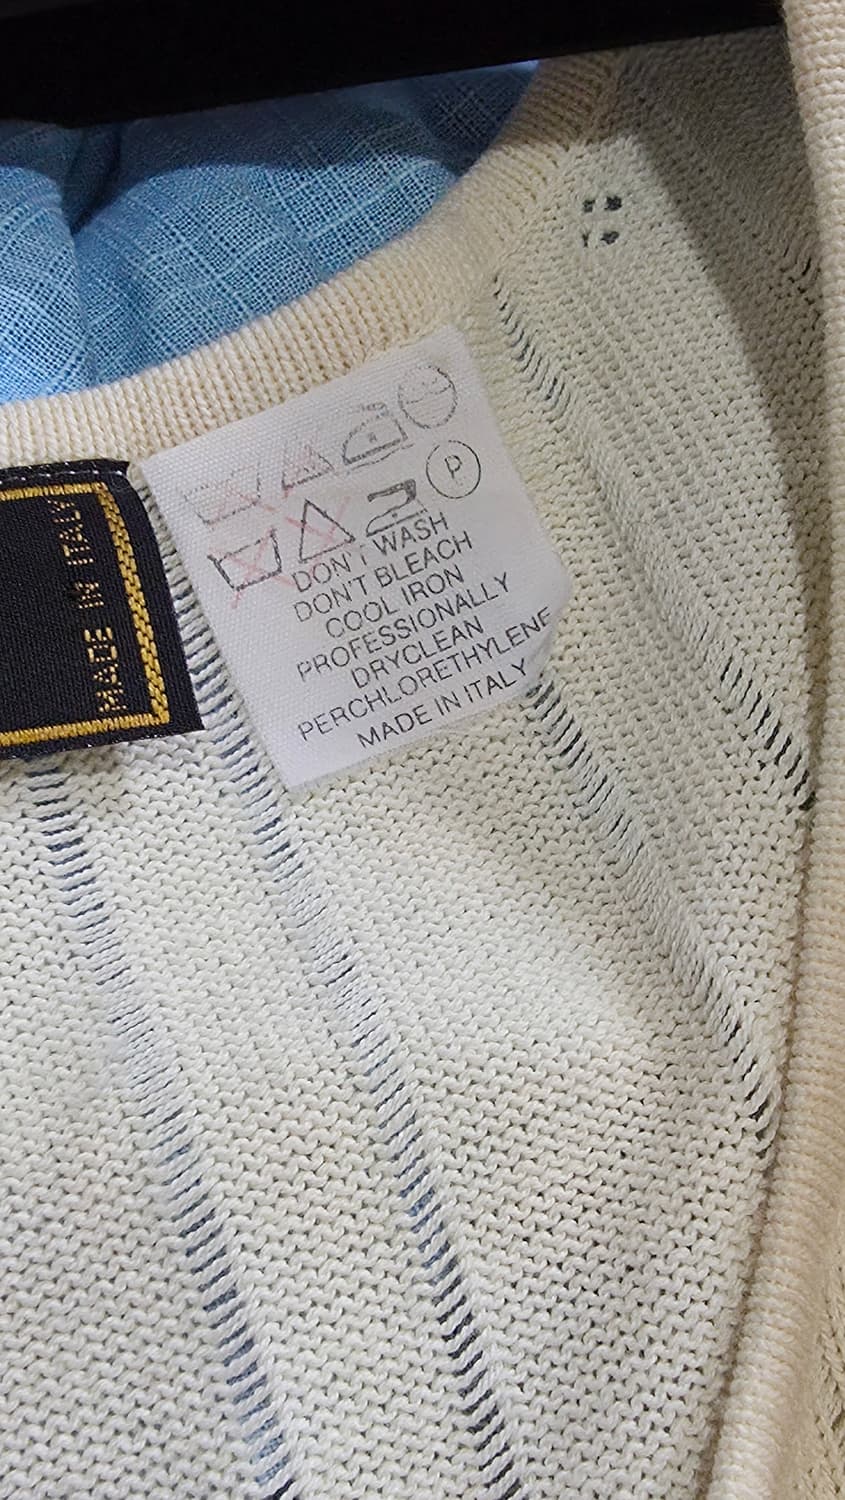 MADE IN ITALY
P
DON'T WASH
DON'T BLEACH
COOL IRON
PROFESSIONALLY
DRYCLEAN
PERCHLORETHYLENE
MADE IN ITALY